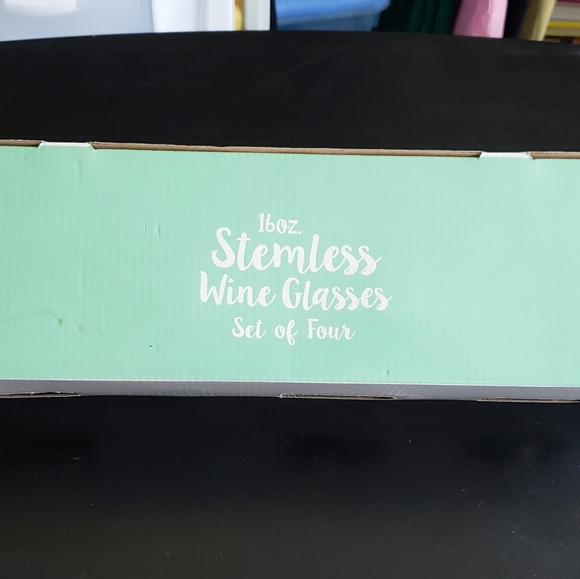 16oz.
Stemless
Wine Glasses
Set of Four